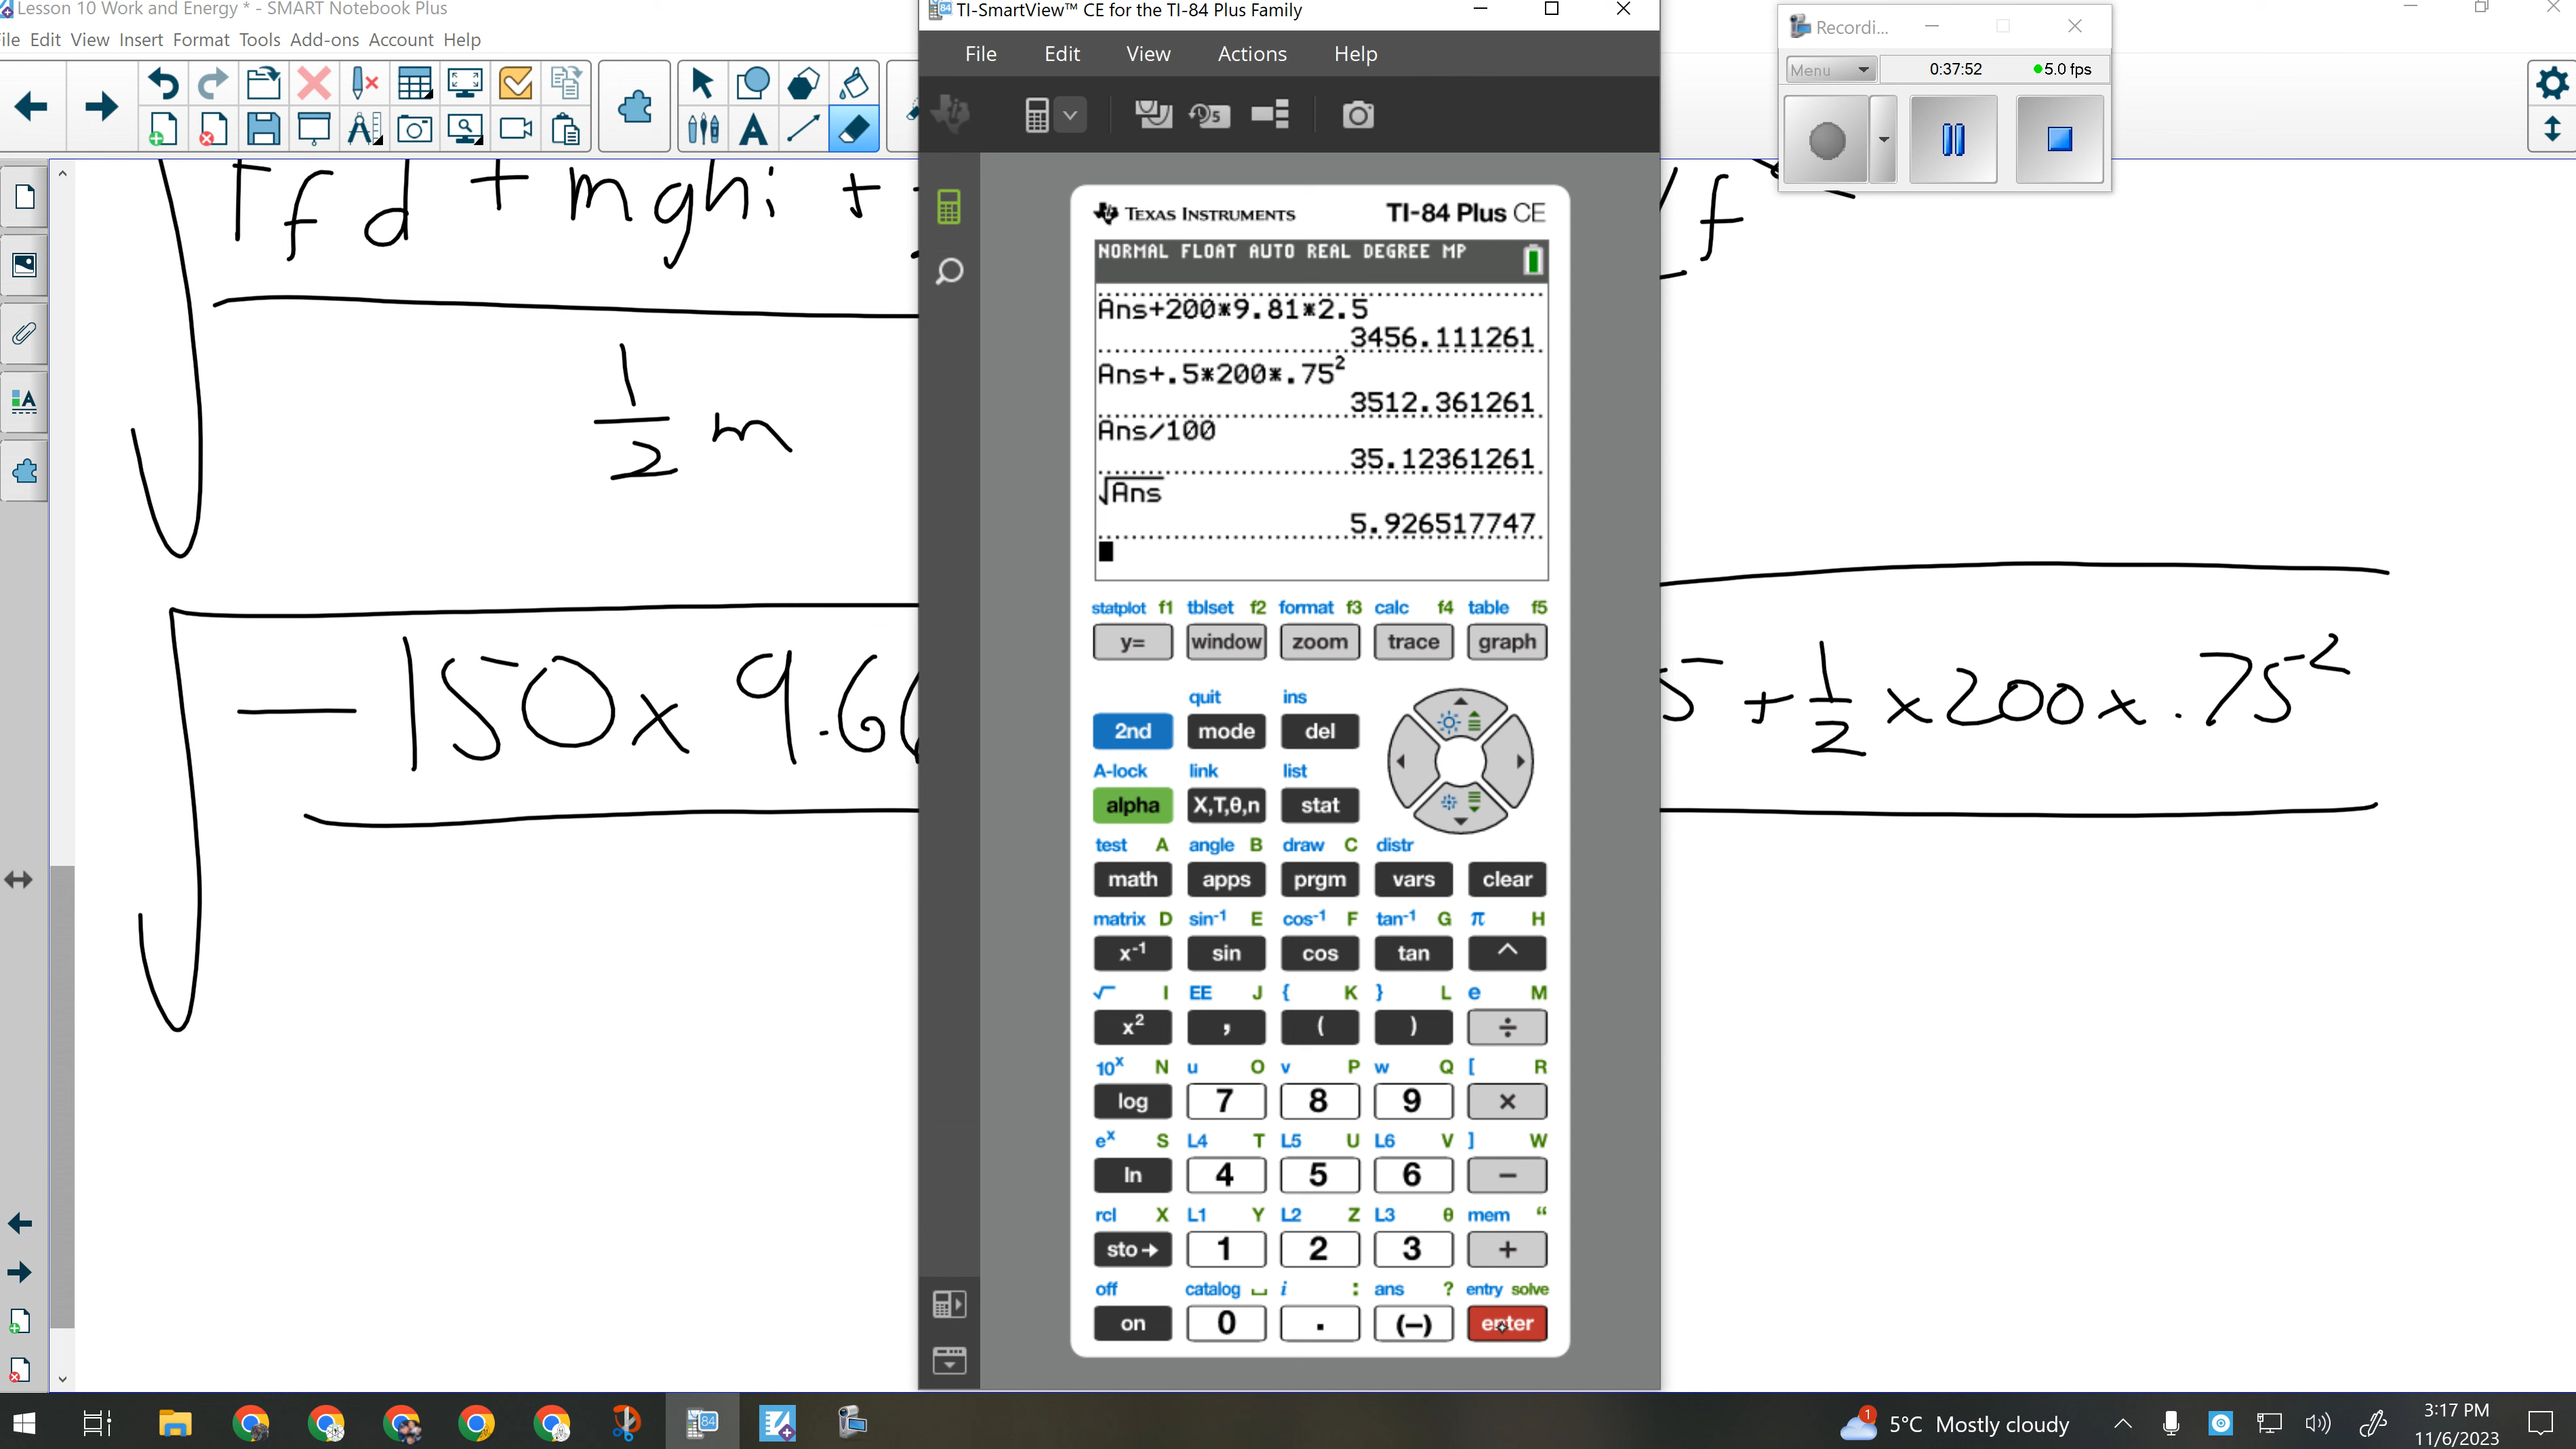 Lesson 10 Work and Energy * - SMART Notebook Plus
File Edit View Insert Format Tools Add-ons Account Help
TI-SmartView™ CE for the TI-84 Plus Family
File Edit View Actions Help
Recordi...
Menu 0:37:52 5.0 fps
f d + mghi +
f
1
2 m
TEXAS INSTRUMENTS TI-84 Plus CE
NORMAL FLOAT AUTO REAL DEGREE MP
Ans+200*9.81*2.5
3456.111261
Ans+.5*200*.75²
3512.361261
Ans/100
35.12361261
√Ans
5.926517747
— 150 x 9.6
5 + 1/2 x 200 x .75²
statplot f1 tblset f2 format f3 calc f4 table f5
y= window zoom trace graph
quit ins
2nd mode del
A-lock link list
alpha X,T,θ,n stat
test A angle B draw C distr
math apps prgm vars clear
matrix D sin⁻¹ E cos⁻¹ F tan⁻¹ G π H
x⁻¹ sin cos tan ^
√ I EE J { K } L e M
x² , ( ) ÷
10ˣ N u O v P w Q [ R
log 7 8 9 ×
eˣ S L4 T L5 U L6 V ] W
ln 4 5 6 −
rcl X L1 Y L2 Z L3 θ mem “
sto→ 1 2 3 +
off catalog ⎵ i : ans ? entry solve
on 0 . (−) enter
84
1 5°C Mostly cloudy
3:17 PM
11/6/2023